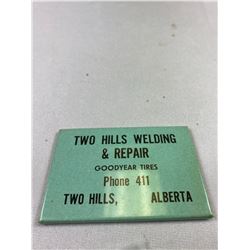 TWO HILLS WELDING
& REPAIR
GOODYEAR TIRES
Phone 411
TWO HILLS, ALBERTA